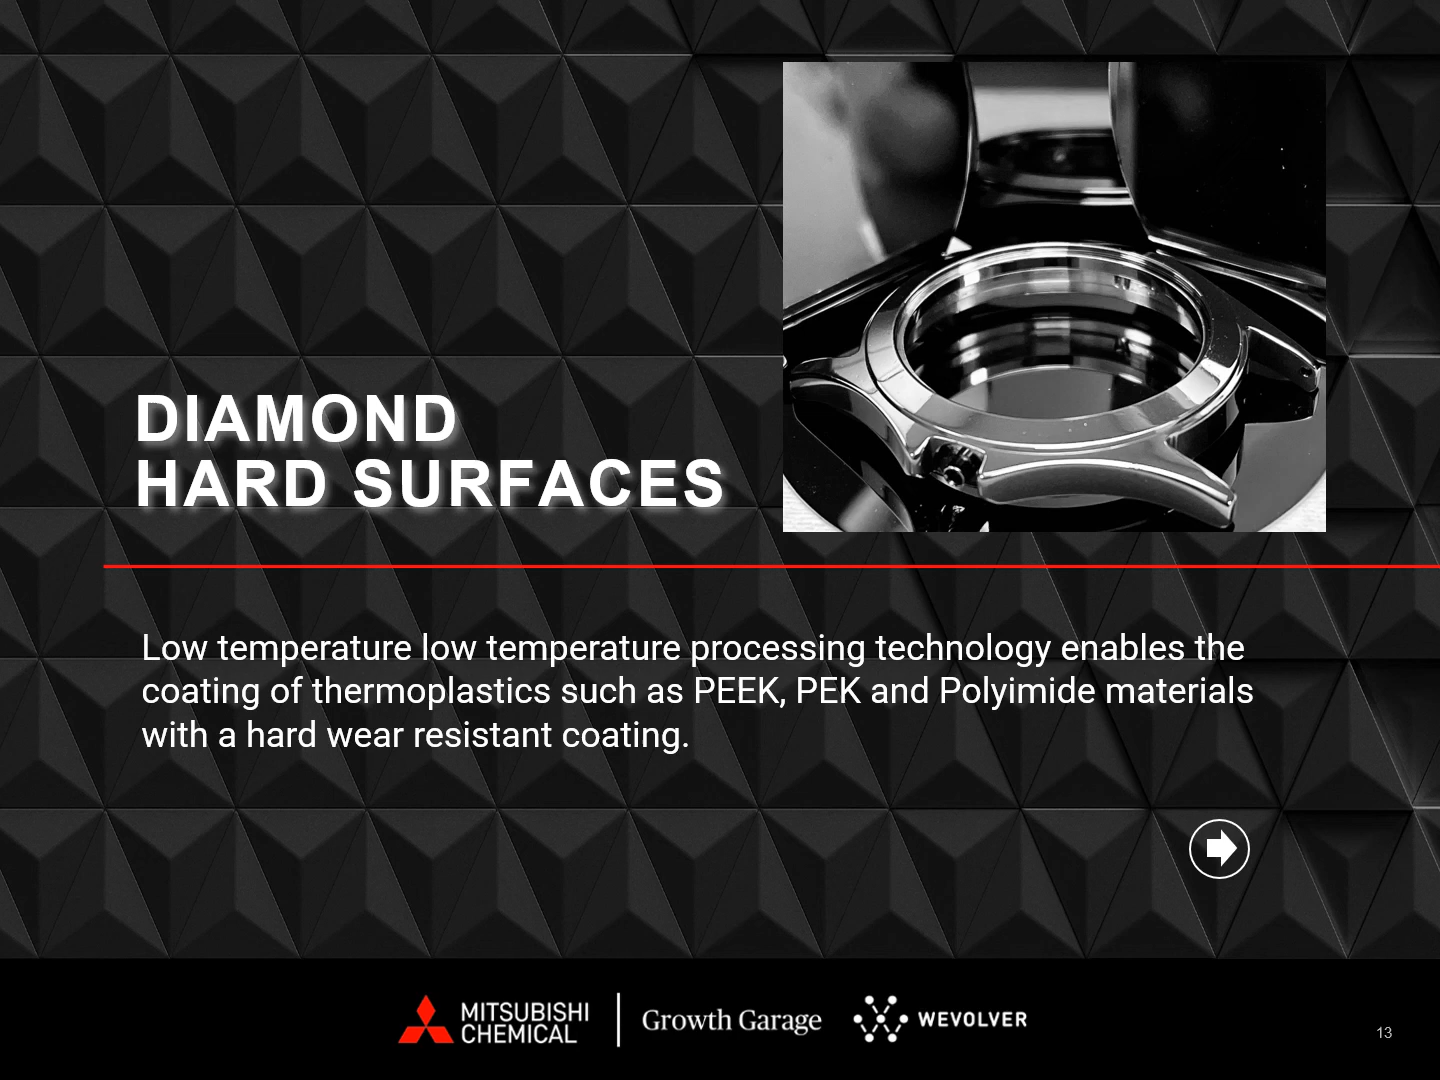 DIAMOND
HARD SURFACES
Low temperature low temperature processing technology enables the
coating of thermoplastics such as PEEK, PEK and Polyimide materials
with a hard wear resistant coating.
MITSUBISHI
CHEMICAL
Growth Garage
WEVOLVER
13